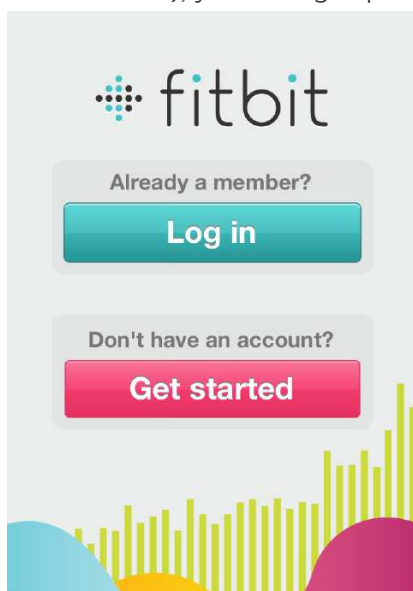 fitbit
Already a member?
Log in
Don't have an account?
Get started